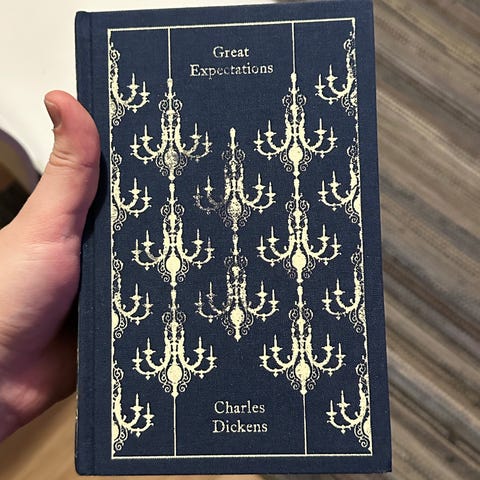 Great
Expectations
Charles
Dickens